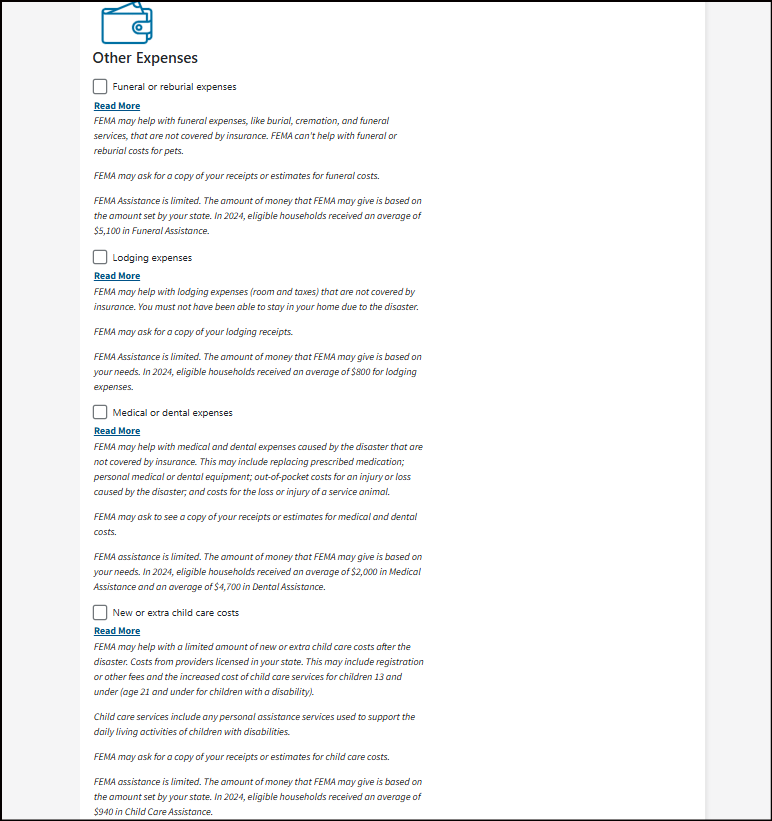 Other Expenses
Funeral or reburial expenses
Read More
FEMA may help with funeral expenses, like burial, cremation, and funeral
services, that are not covered by insurance. FEMA can't help with funeral or
reburial costs for pets.
FEMA may ask for a copy of your receipts or estimates for funeral costs.
FEMA Assistance is limited. The amount of money that FEMA may give is based on
the amount set by your state. In 2024, eligible households received an average of
$5,100 in Funeral Assistance.
Lodging expenses
Read More
FEMA may help with lodging expenses (room and taxes) that are not covered by
insurance. You must not have been able to stay in your home due to the disaster.
FEMA may ask for a copy of your lodging receipts.
FEMA Assistance is limited. The amount of money that FEMA may give is based on
your needs. In 2024, eligible households received an average of $800 for lodging
expenses.
Medical or dental expenses
Read More
FEMA may help with medical and dental expenses caused by the disaster that are
not covered by insurance. This may include replacing prescribed medication;
personal medical or dental equipment; out-of-pocket costs for an injury or loss
caused by the disaster; and costs for the loss or injury of a service animal.
FEMA may ask to see a copy of your receipts or estimates for medical and dental
costs.
FEMA assistance is limited. The amount of money that FEMA may give is based on
your needs. In 2024, eligible households received an average of $2,000 in Medical
Assistance and an average of $4,700 in Dental Assistance.
New or extra child care costs
Read More
FEMA may help with a limited amount of new or extra child care costs after the
disaster. Costs from providers licensed in your state. This may include registration
or other fees and the increased cost of child care services for children 13 and
under (age 21 and under for children with a disability).
Child care services include any personal assistance services used to support the
daily living activities of children with disabilities.
FEMA may ask for a copy of your receipts or estimates for child care costs.
FEMA assistance is limited. The amount of money that FEMA may give is based on
the amount set by your state. In 2024, eligible households received an average of
$940 in Child Care Assistance.